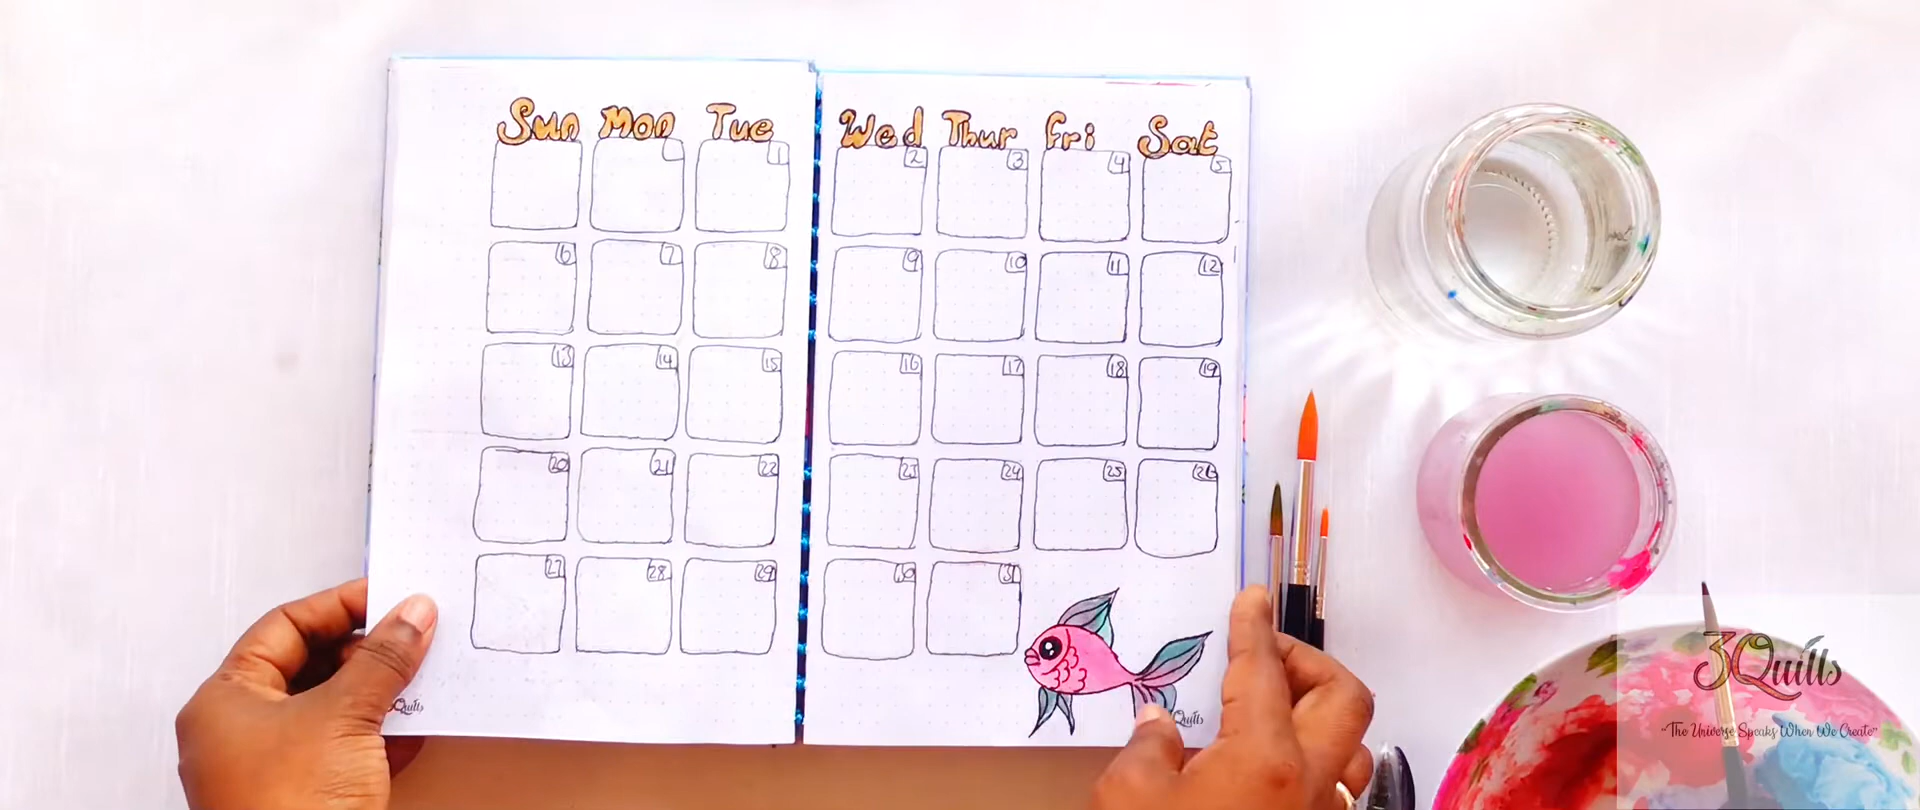 Sun Mon Tue Wed Thur Fri Sat
1 2 3 4 5
6 7 8 9 10 11 12
13 14 15 16 17 18 19
20 21 22 23 24 25 26
27 28 29 30 31
3Quills
Quills
3Quills
"The Universe Speaks When We Create"